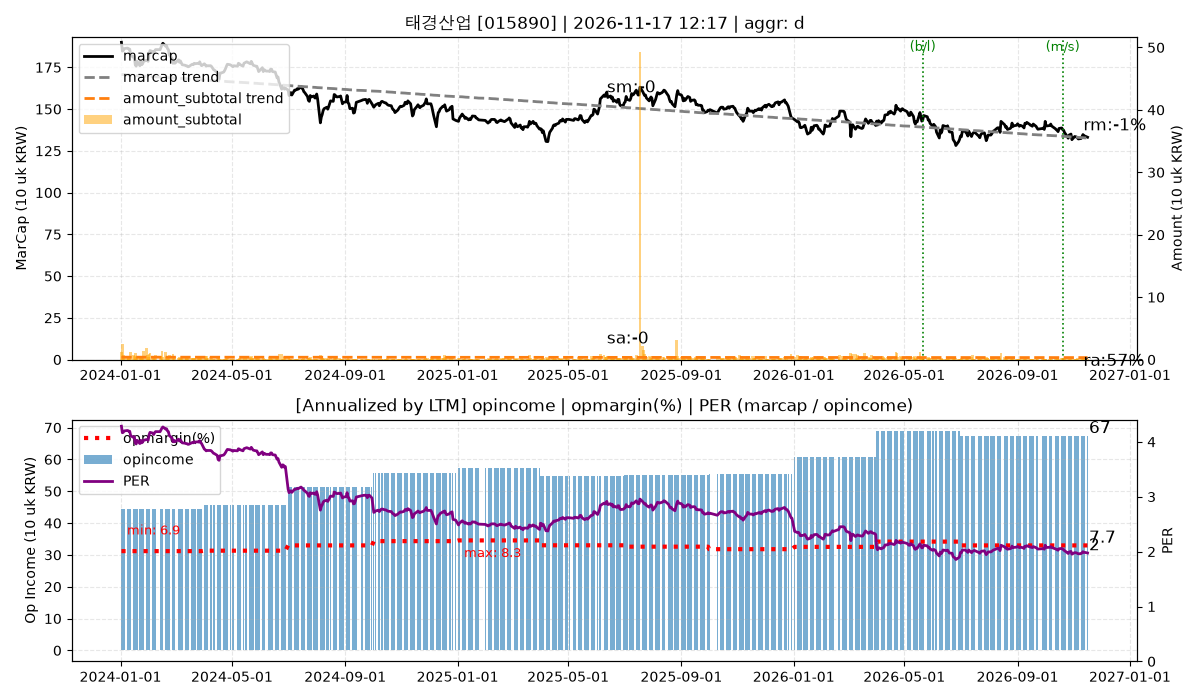 태경산업 [015890] | 2026-11-17 12:17 | aggr: d
marcap
marcap trend
amount_subtotal trend
amount_subtotal
MarCap (10 uk KRW)
175
150
125
100
75
50
25
0
Amount (10 uk KRW)
50
40
30
20
10
0
(b/l)
(m/s)
sm:-0
rm:-1%
sa:-0
ra:57%
2024-01-01
2024-05-01
2024-09-01
2025-01-01
2025-05-01
2025-09-01
2026-01-01
2026-05-01
2026-09-01
2027-01-01
[Annualized by LTM] opincome | opmargin(%) | PER (marcap / opincome)
opmargin(%)
opincome
PER
Op Income (10 uk KRW)
70
60
50
40
30
20
10
0
PER
4
3
2
1
0
min: 6.9
max: 8.3
67
7.7
2
2024-01-01
2024-05-01
2024-09-01
2025-01-01
2025-05-01
2025-09-01
2026-01-01
2026-05-01
2026-09-01
2027-01-01